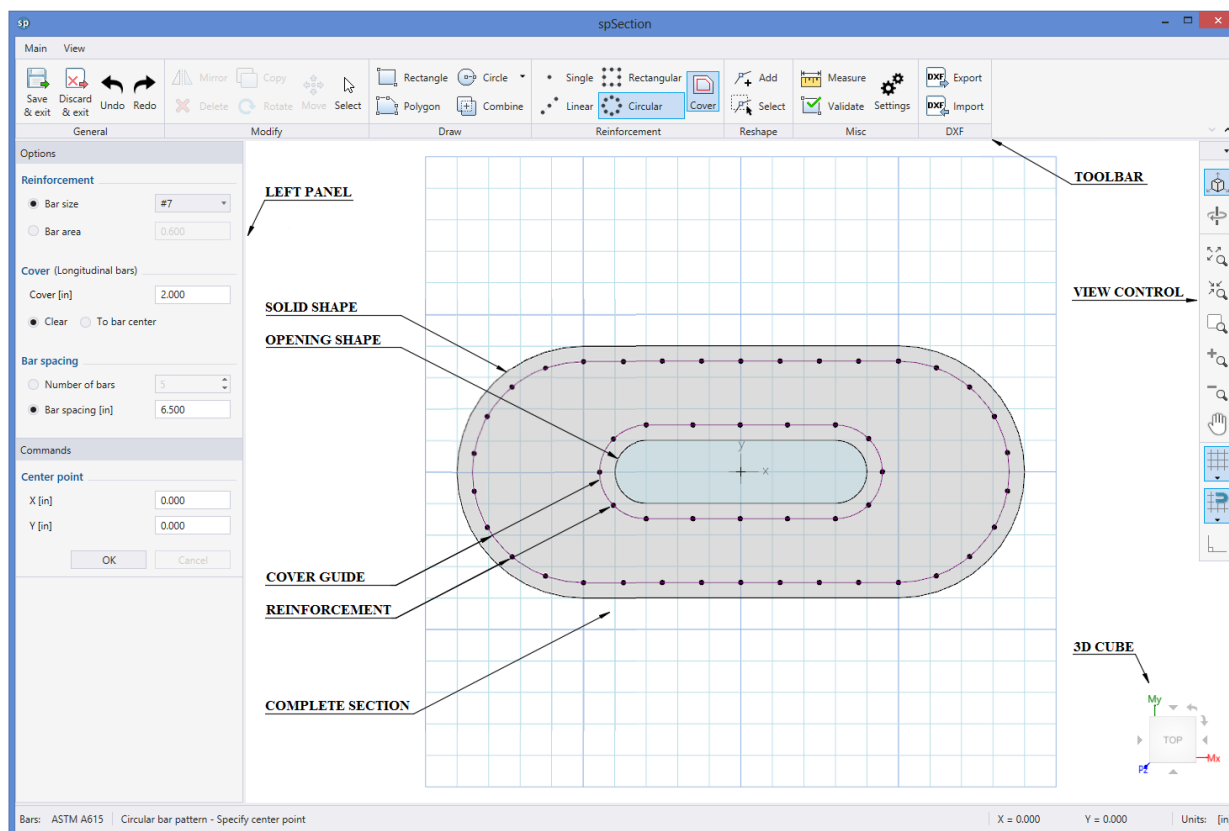 sp
spSection
Main View
Mirror Copy Rectangle Circle Single Rectangular Add Measure DXF Export
Save & exit Discard & exit Undo Redo Delete Rotate Move Select Polygon Combine Linear Circular Cover Select Validate Settings DXF Import
General Modify Draw Reinforcement Reshape Misc DXF
Options
Reinforcement
Bar size #7
Bar area 0.600
Cover (Longitudinal bars)
Cover [in] 2.000
Clear To bar center
Bar spacing
Number of bars 5
Bar spacing [in] 6.500
Commands
Center point
X [in] 0.000
Y [in] 0.000
OK Cancel
LEFT PANEL
TOOLBAR
VIEW CONTROL
SOLID SHAPE
OPENING SHAPE
y
x
COVER GUIDE
REINFORCEMENT
COMPLETE SECTION
3D CUBE
My
TOP
Mx
Pz
Bars: ASTM A615 Circular bar pattern - Specify center point X = 0.000 Y = 0.000 Units: [in